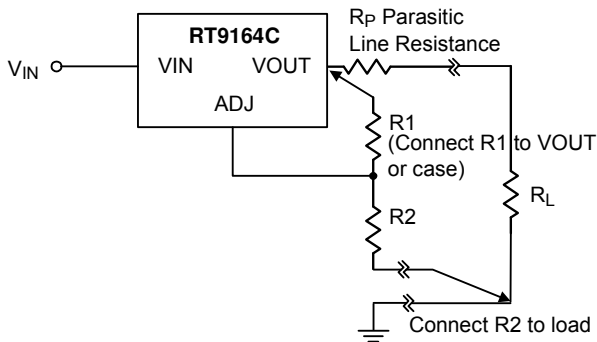 RP Parasitic
Line Resistance
RT9164C
VIN
VIN
VOUT
ADJ
R1
(Connect R1 to VOUT
or case)
RL
R2
Connect R2 to load